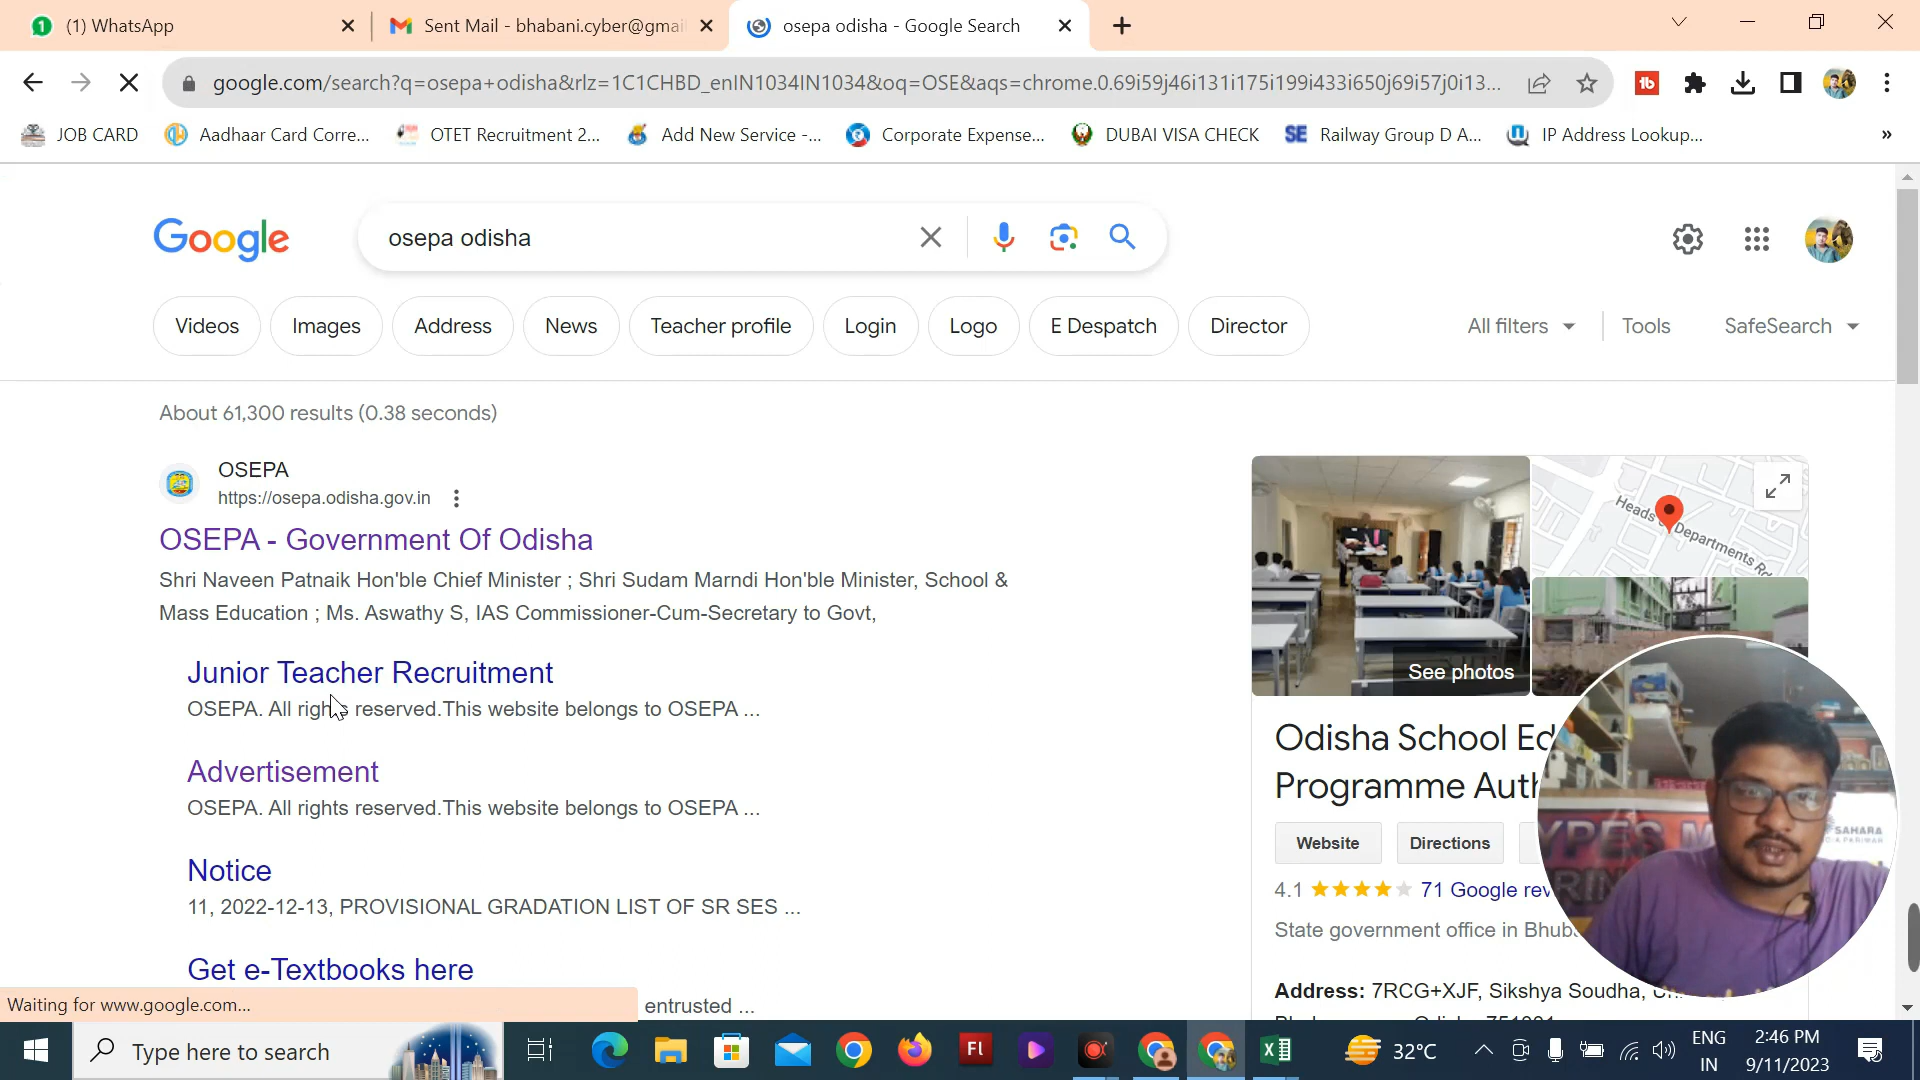 (1) WhatsApp
Sent Mail - bhabani.cyber@gmai
osepa odisha - Google Search
google.com/search?q=osepa+odisha&rlz=1C1CHBD_enIN1034IN1034&oq=OSE&aqs=chrome.0.69i59j46i131i175i199i433i650j69i57j0i13...
JOB CARD
Aadhaar Card Corre...
OTET Recruitment 2...
Add New Service -...
Corporate Expense...
DUBAI VISA CHECK
SE Railway Group D A...
IP Address Lookup...
»
Google
osepa odisha
Videos
Images
Address
News
Teacher profile
Login
Logo
E Despatch
Director
All filters
Tools
SafeSearch
About 61,300 results (0.38 seconds)
OSEPA
https://osepa.odisha.gov.in
OSEPA - Government Of Odisha
Shri Naveen Patnaik Hon'ble Chief Minister ; Shri Sudam Marndi Hon'ble Minister, School &
Mass Education ; Ms. Aswathy S, IAS Commissioner-Cum-Secretary to Govt,
Junior Teacher Recruitment
OSEPA. All rights reserved.This website belongs to OSEPA ...
Advertisement
OSEPA. All rights reserved.This website belongs to OSEPA ...
Notice
11, 2022-12-13, PROVISIONAL GRADATION LIST OF SR SES ...
Get e-Textbooks here
entrusted ...
Waiting for www.google.com...
Heads of Departments Rd
See photos
Odisha School Ed
Programme Auth
Website
Directions
4.1
71 Google rev
State government office in Bhub
Address: 7RCG+XJF, Sikshya Soudha,
SAHARA
Type here to search
Fl
32°C
ENG
IN
2:46 PM
9/11/2023